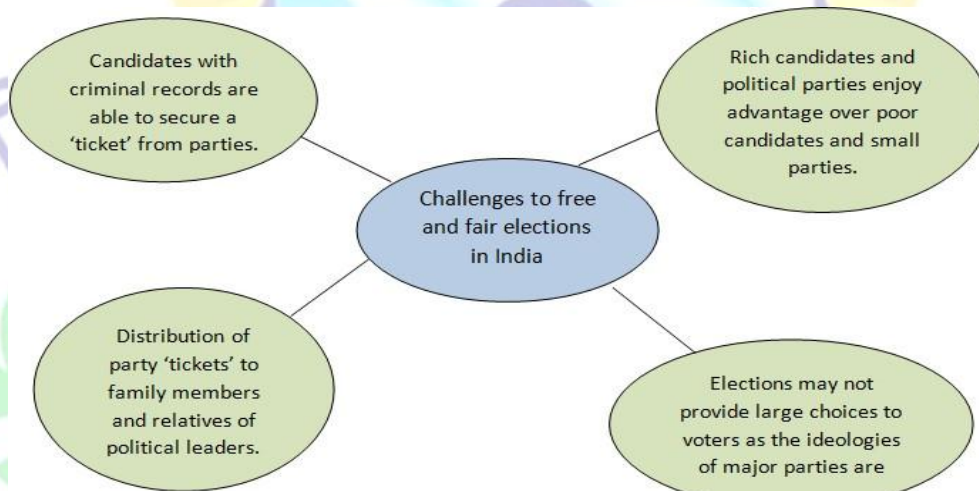 Candidates with
criminal records are
able to secure a
‘ticket’ from parties.
Rich candidates and
political parties enjoy
advantage over poor
candidates and small
parties.
Challenges to free
and fair elections
in India
Distribution of
party ‘tickets’ to
family members
and relatives of
political leaders.
Elections may not
provide large choices to
voters as the ideologies
of major parties are